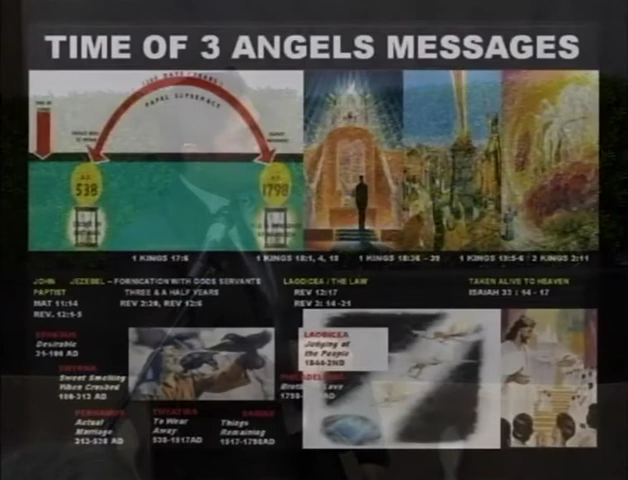 TIME OF 3 ANGELS MESSAGES
PAPAL SUPREMACY
538
1798
1 KINGS 17:6
1 KINGS 18:1, 4, 18
1 KINGS 18:36 - 39
1 KINGS 19:5-6 / 2 KINGS 2:11
JOHN
BAPTIST
MAT 11:14
REV. 12:1-5
JEZEBEL – FORNICATION WITH GODS SERVANTS
THREE & A HALF YEARS
REV 2:20, REV 12:6
LAODICEA / THE LAW
REV 12:17
REV 2: 14 -21
TAKEN ALIVE TO HEAVEN
ISAIAH 33 : 14 - 17
EPHESUS
Desirable
31-100 AD
SMYRNA
Sweet Smelling
When Crushed
100-313 AD
PERGAMOS
Actual
Marriage
313-538 AD
THYATIRA
To Wear
Away
538-1517AD
SARDIS
Things
Remaining
1517-1798AD
PHILADELPHIA
Love
LAODICEA
Judging of
the People
1844-2ND